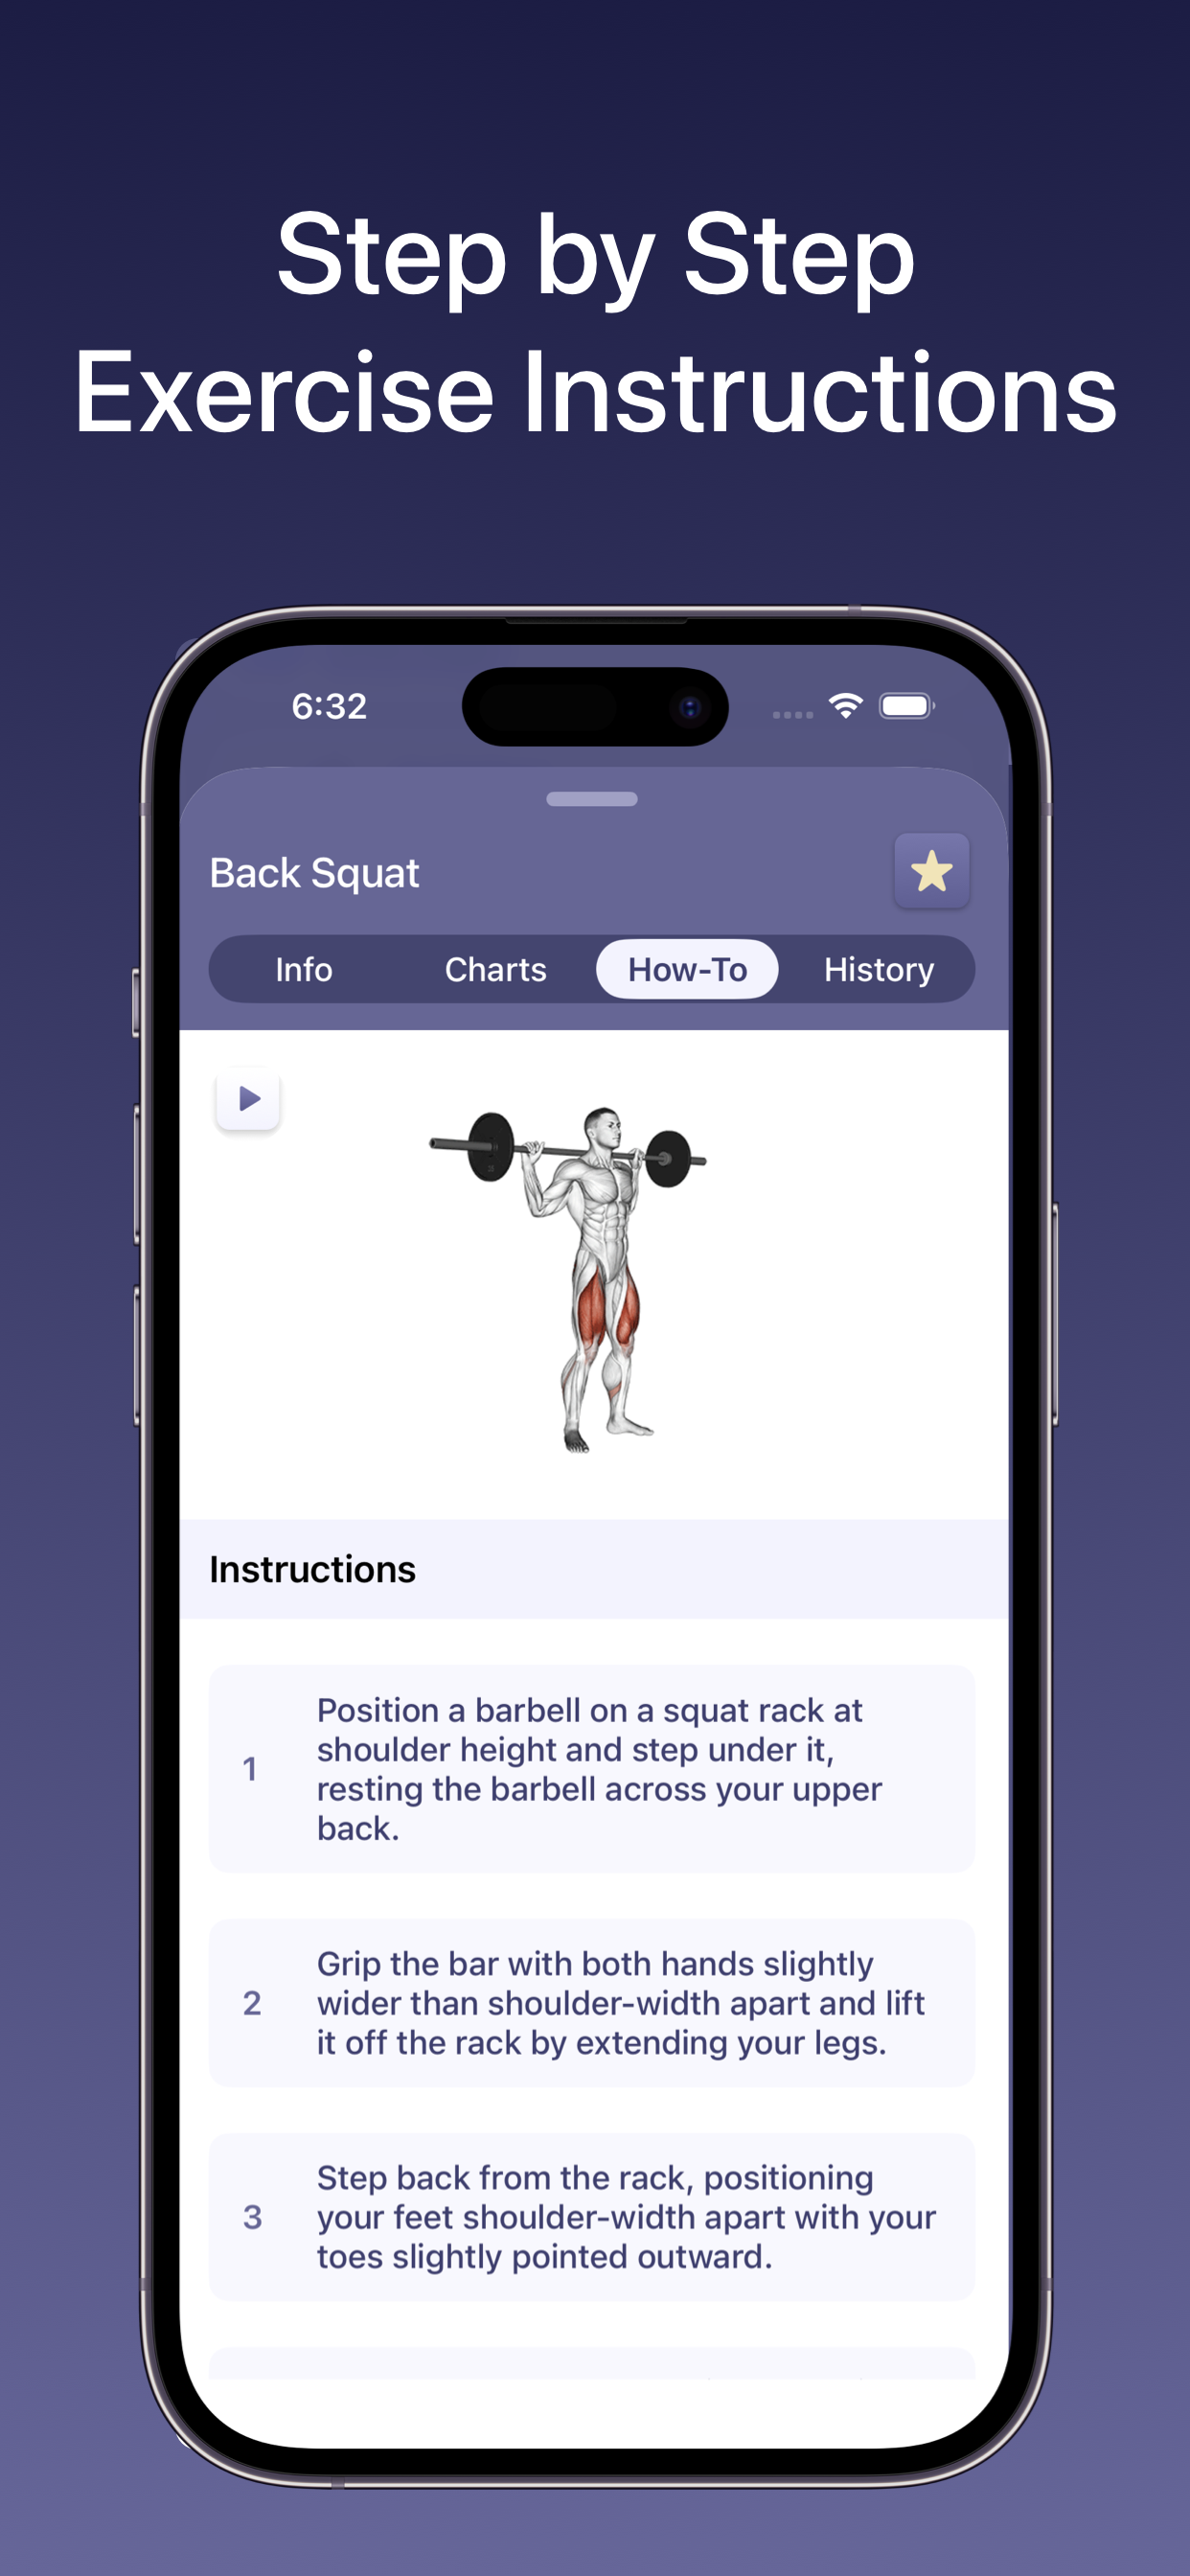 Step by Step
Exercise Instructions
6:32
Back Squat
Info Charts How-To History
Instructions
1
Position a barbell on a squat rack at
shoulder height and step under it,
resting the barbell across your upper
back.
2
Grip the bar with both hands slightly
wider than shoulder-width apart and lift
it off the rack by extending your legs.
3
Step back from the rack, positioning
your feet shoulder-width apart with your
toes slightly pointed outward.